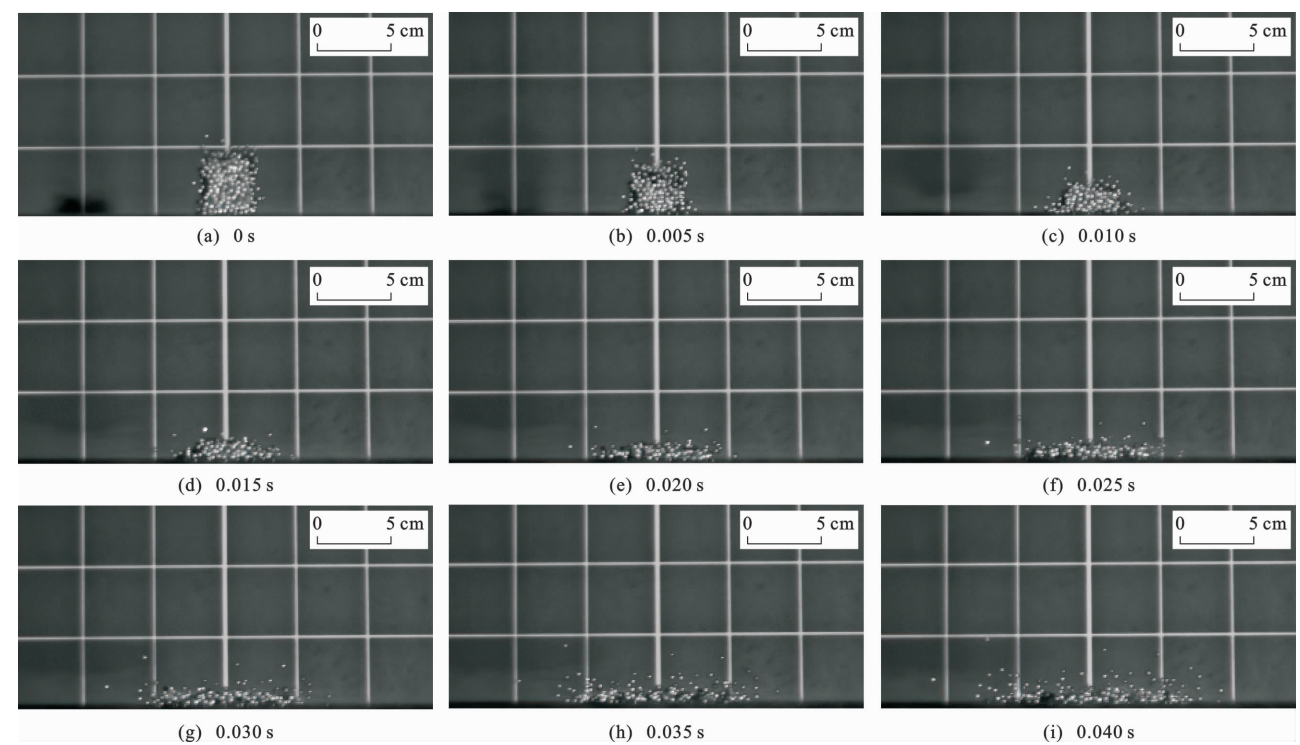 0 5 cm
0 5 cm
0 5 cm
(a) 0 s
(b) 0.005 s
(c) 0.010 s
0 5 cm
0 5 cm
0 5 cm
(d) 0.015 s
(e) 0.020 s
(f) 0.025 s
0 5 cm
0 5 cm
0 5 cm
(g) 0.030 s
(h) 0.035 s
(i) 0.040 s